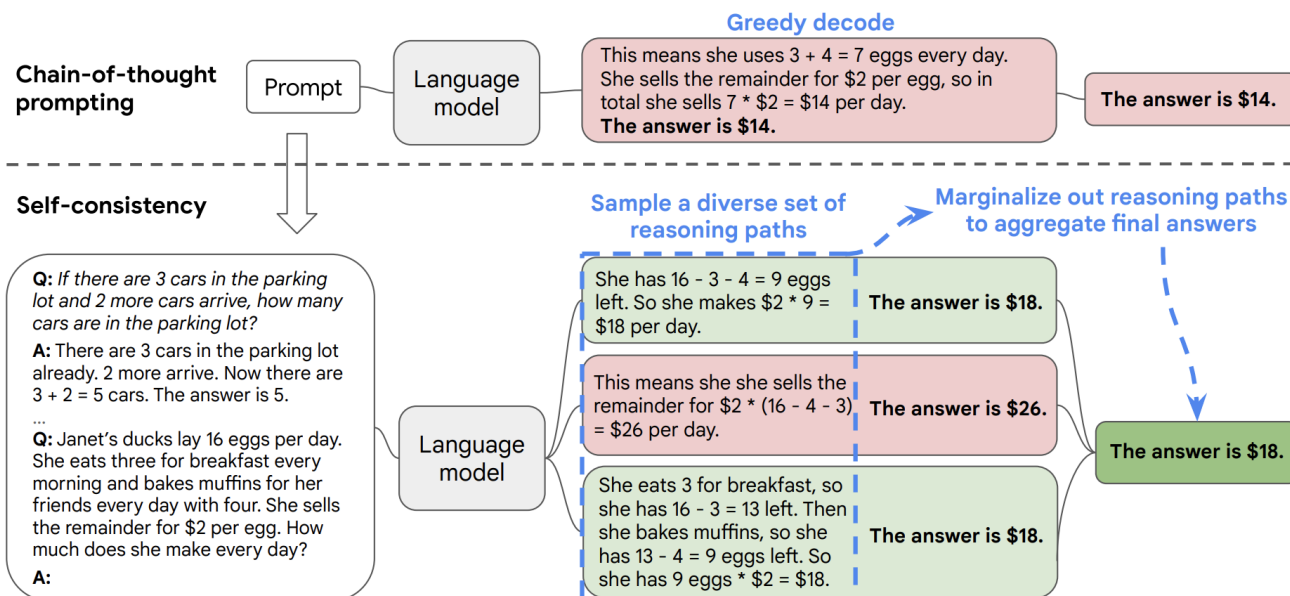 Greedy decode
Chain-of-thought
prompting
Prompt
Language
model
This means she uses 3 + 4 = 7 eggs every day.
She sells the remainder for $2 per egg, so in
total she sells 7 * $2 = $14 per day.
The answer is $14.
The answer is $14.
Self-consistency
Sample a diverse set of
reasoning paths
Marginalize out reasoning paths
to aggregate final answers
Q: If there are 3 cars in the parking
lot and 2 more cars arrive, how many
cars are in the parking lot?
A: There are 3 cars in the parking lot
already. 2 more arrive. Now there are
3 + 2 = 5 cars. The answer is 5.
...
Q: Janet's ducks lay 16 eggs per day.
She eats three for breakfast every
morning and bakes muffins for her
friends every day with four. She sells
the remainder for $2 per egg. How
much does she make every day?
A:
Language
model
She has 16 - 3 - 4 = 9 eggs
left. So she makes $2 * 9 =
$18 per day.
The answer is $18.
This means she she sells the
remainder for $2 * (16 - 4 - 3)
= $26 per day.
The answer is $26.
She eats 3 for breakfast, so
she has 16 - 3 = 13 left. Then
she bakes muffins, so she
has 13 - 4 = 9 eggs left. So
she has 9 eggs * $2 = $18.
The answer is $18.
The answer is $18.